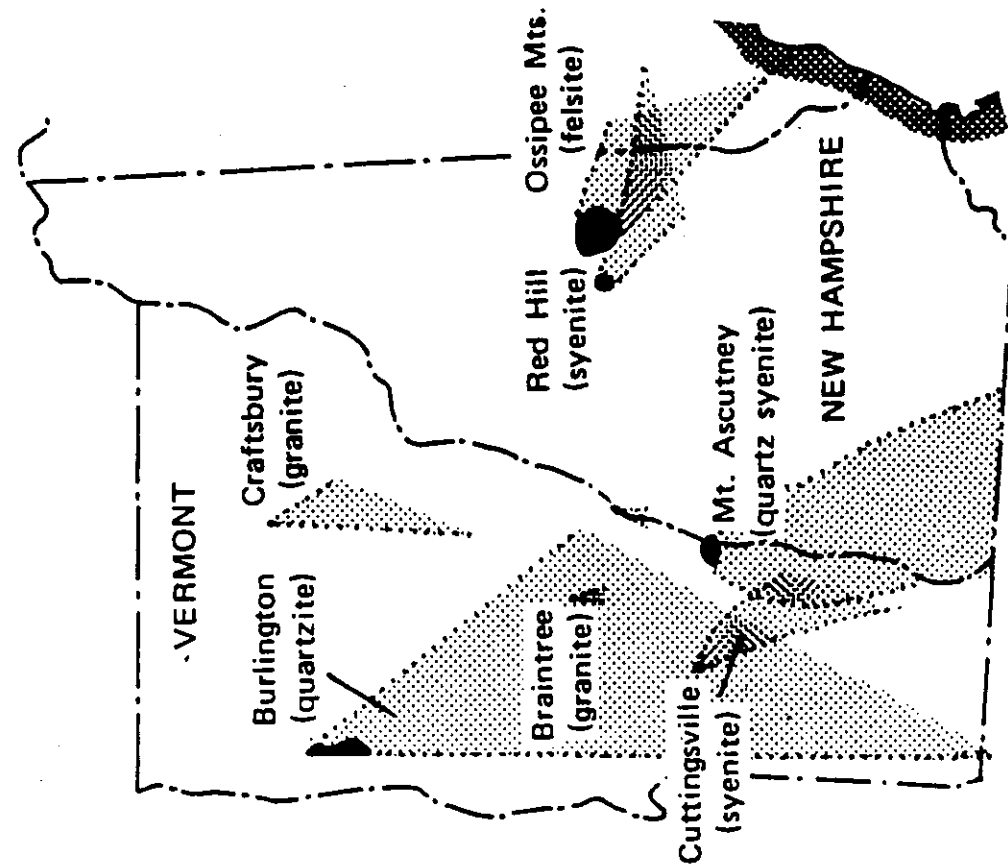 VERMONT
Craftsbury
(granite)
Burlington
(quartzite)
Braintree
(granite)
Cuttingsville
(syenite)
Mt. Ascutney
(quartz syenite)
NEW HAMPSHIRE
Red Hill
(syenite)
Ossipee Mts.
(felsite)